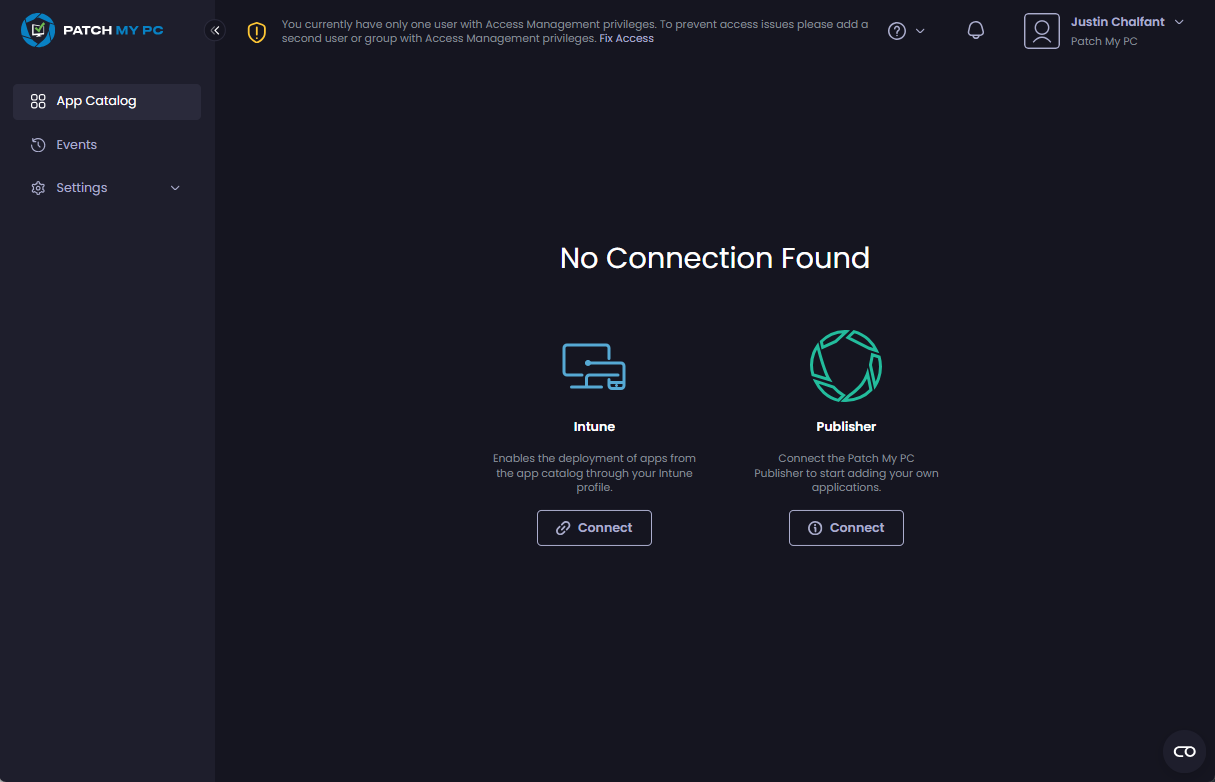 PATCH MY PC
You currently have only one user with Access Management privileges. To prevent access issues please add a
second user or group with Access Management privileges. Fix Access
Justin Chalfant
Patch My PC
App Catalog
Events
Settings
No Connection Found
Intune
Enables the deployment of apps from
the app catalog through your Intune
profile.
Connect
Publisher
Connect the Patch My PC
Publisher to start adding your own
applications.
Connect